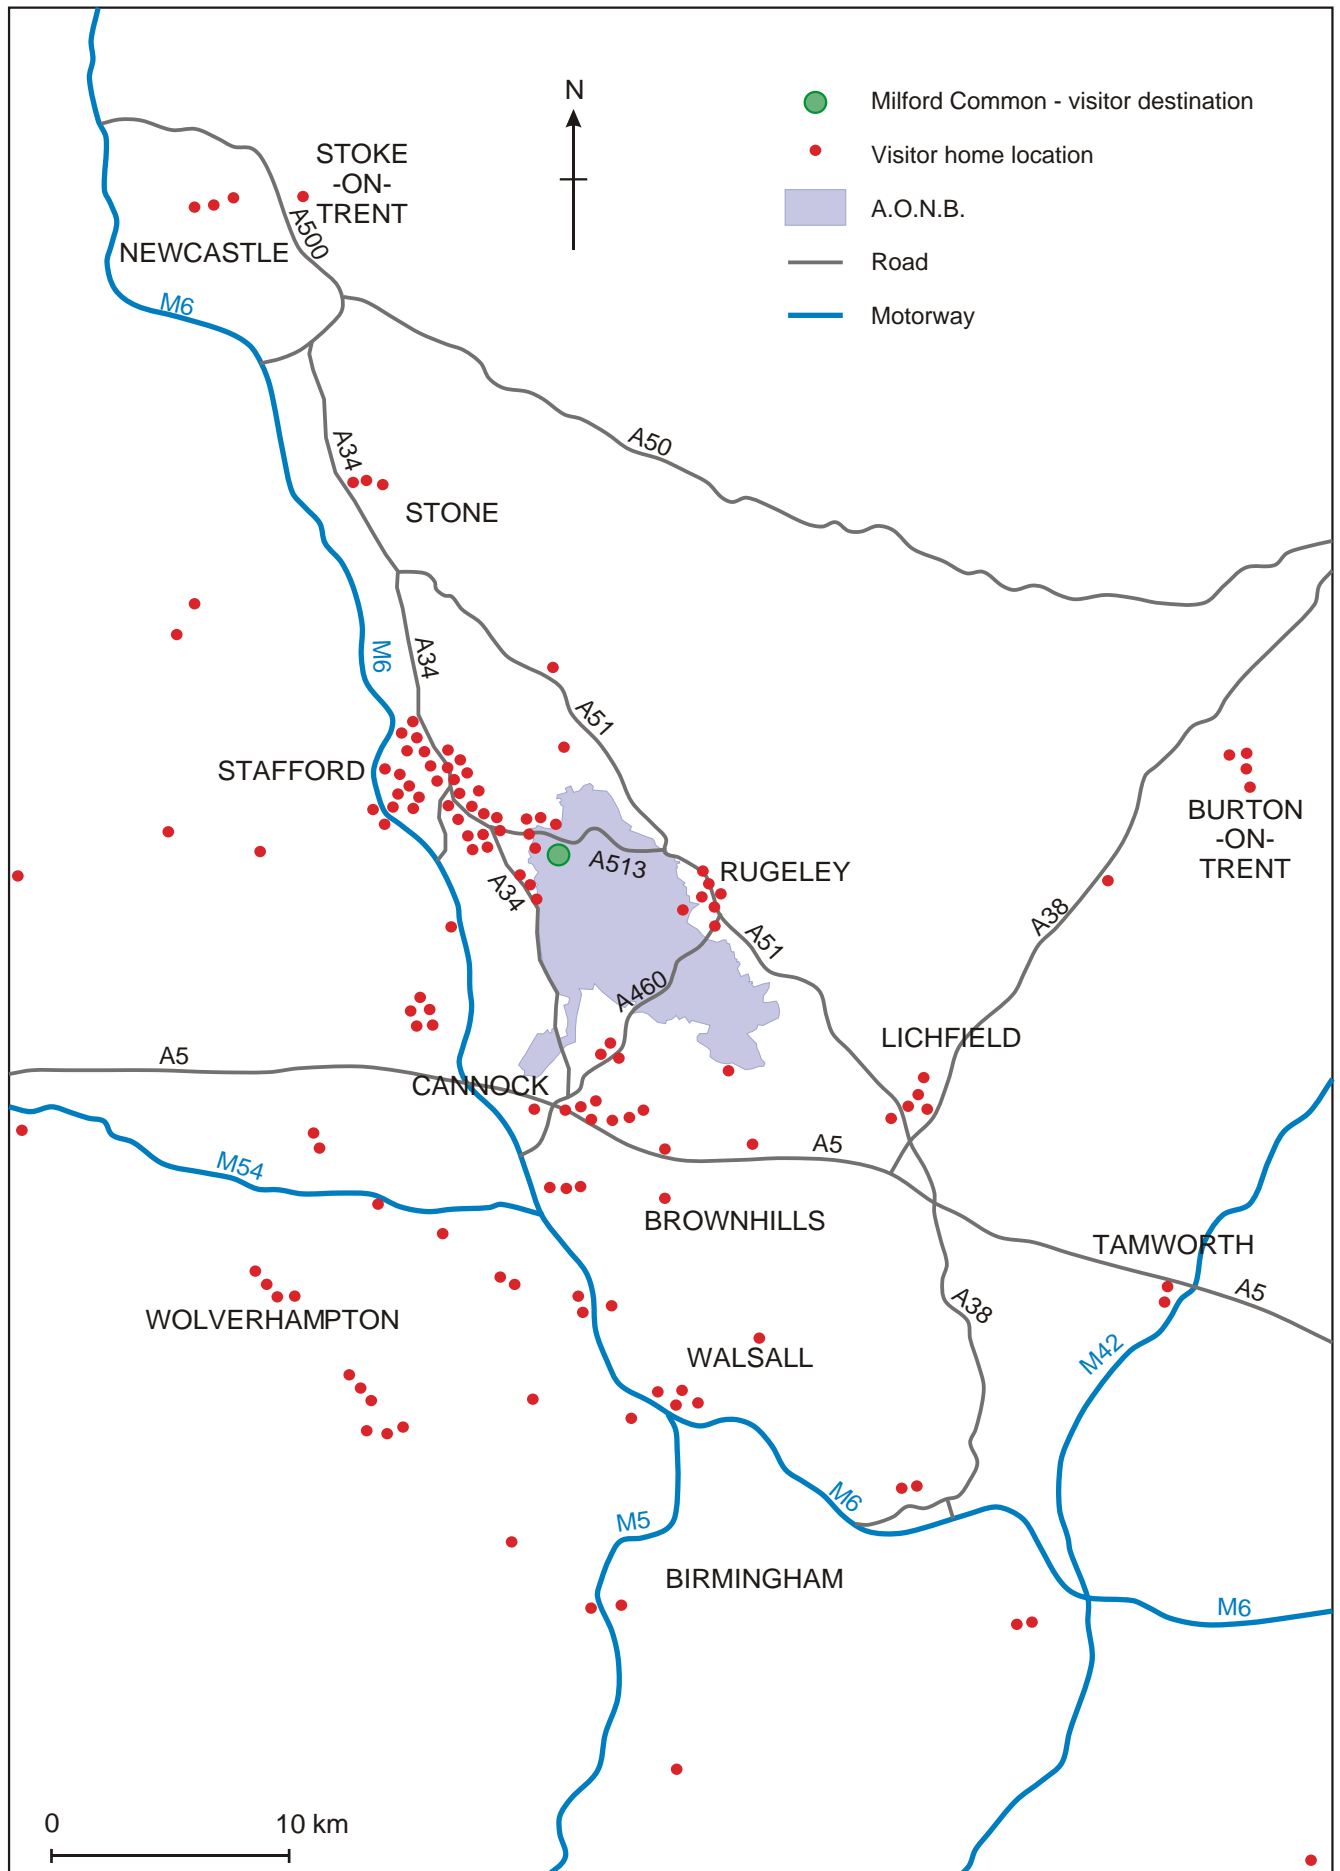 N
Milford Common - visitor destination
Visitor home location
A.O.N.B.
Road
Motorway
STOKE
-ON-
TRENT
A500
NEWCASTLE
M6
A50
A34
STONE
M6
A34
A51
STAFFORD
BURTON
-ON-
TRENT
A513
RUGELEY
A34
A38
A51
A460
LICHFIELD
A5
CANNOCK
A5
M54
BROWNHILLS
TAMWORTH
A5
WOLVERHAMPTON
A38
WALSALL
M42
M6
M5
BIRMINGHAM
M6
0 10 km